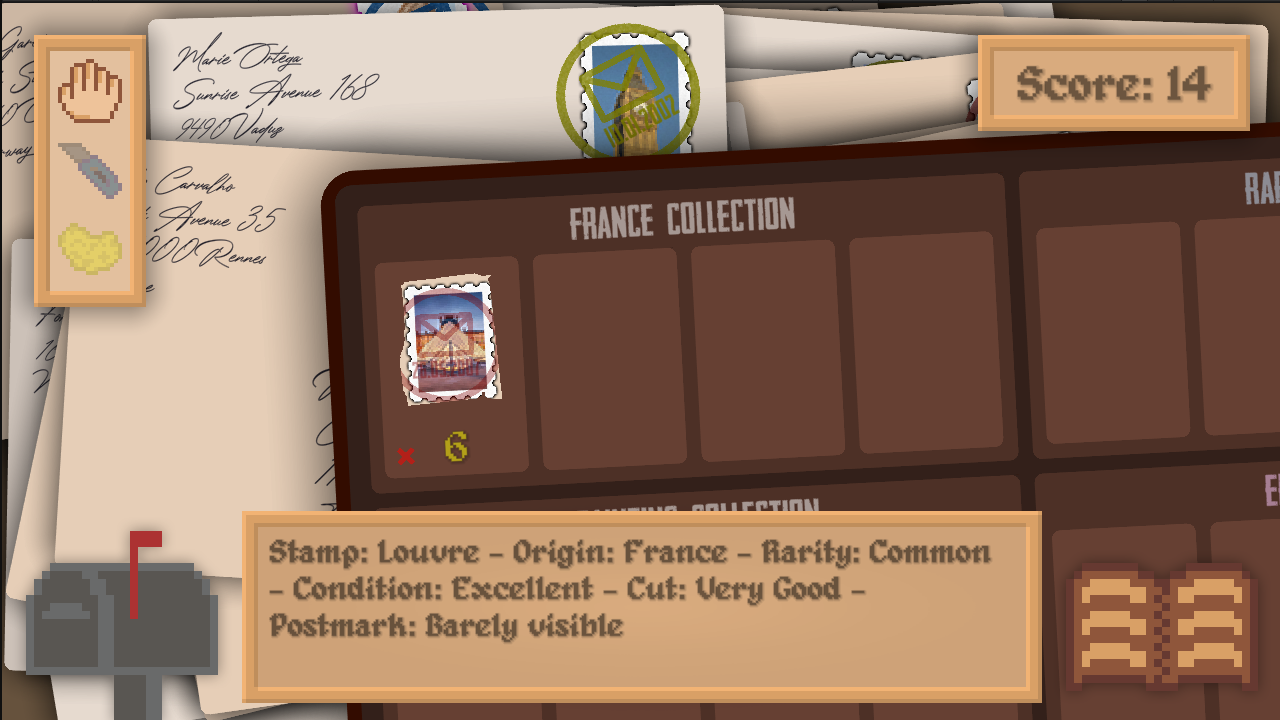 Marie Ortega
Sunrise Avenue 168
9490 Vaduz
Score: 14
Carvalho
Avenue 35
Rennes
FRANCE COLLECTION
6
COLLECTION
Stamp: Louvre - Origin: France - Rarity: Common
- Condition: Excellent - Cut: Very Good -
Postmark: Barely visible